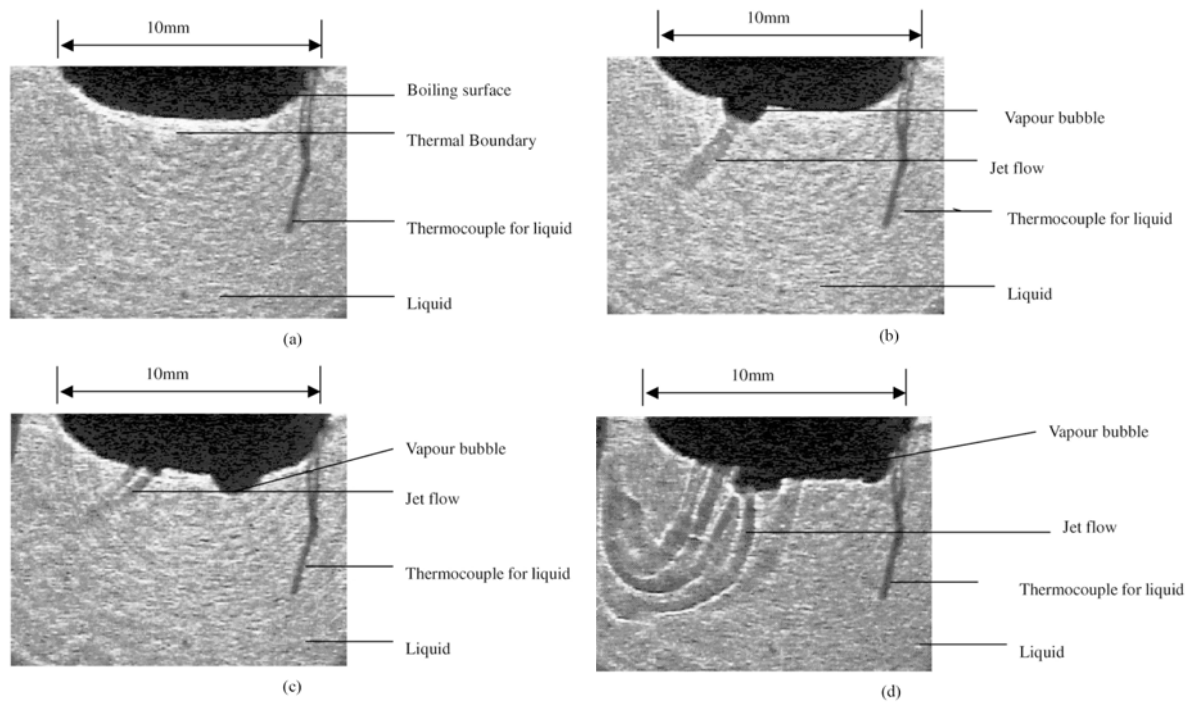 10mm
Boiling surface
Thermal Boundary
Thermocouple for liquid
Liquid
(a)
10mm
Vapour bubble
Jet flow
Thermocouple for liquid
Liquid
(b)
10mm
Vapour bubble
Jet flow
Thermocouple for liquid
Liquid
(c)
10mm
Vapour bubble
Jet flow
Thermocouple for liquid
Liquid
(d)